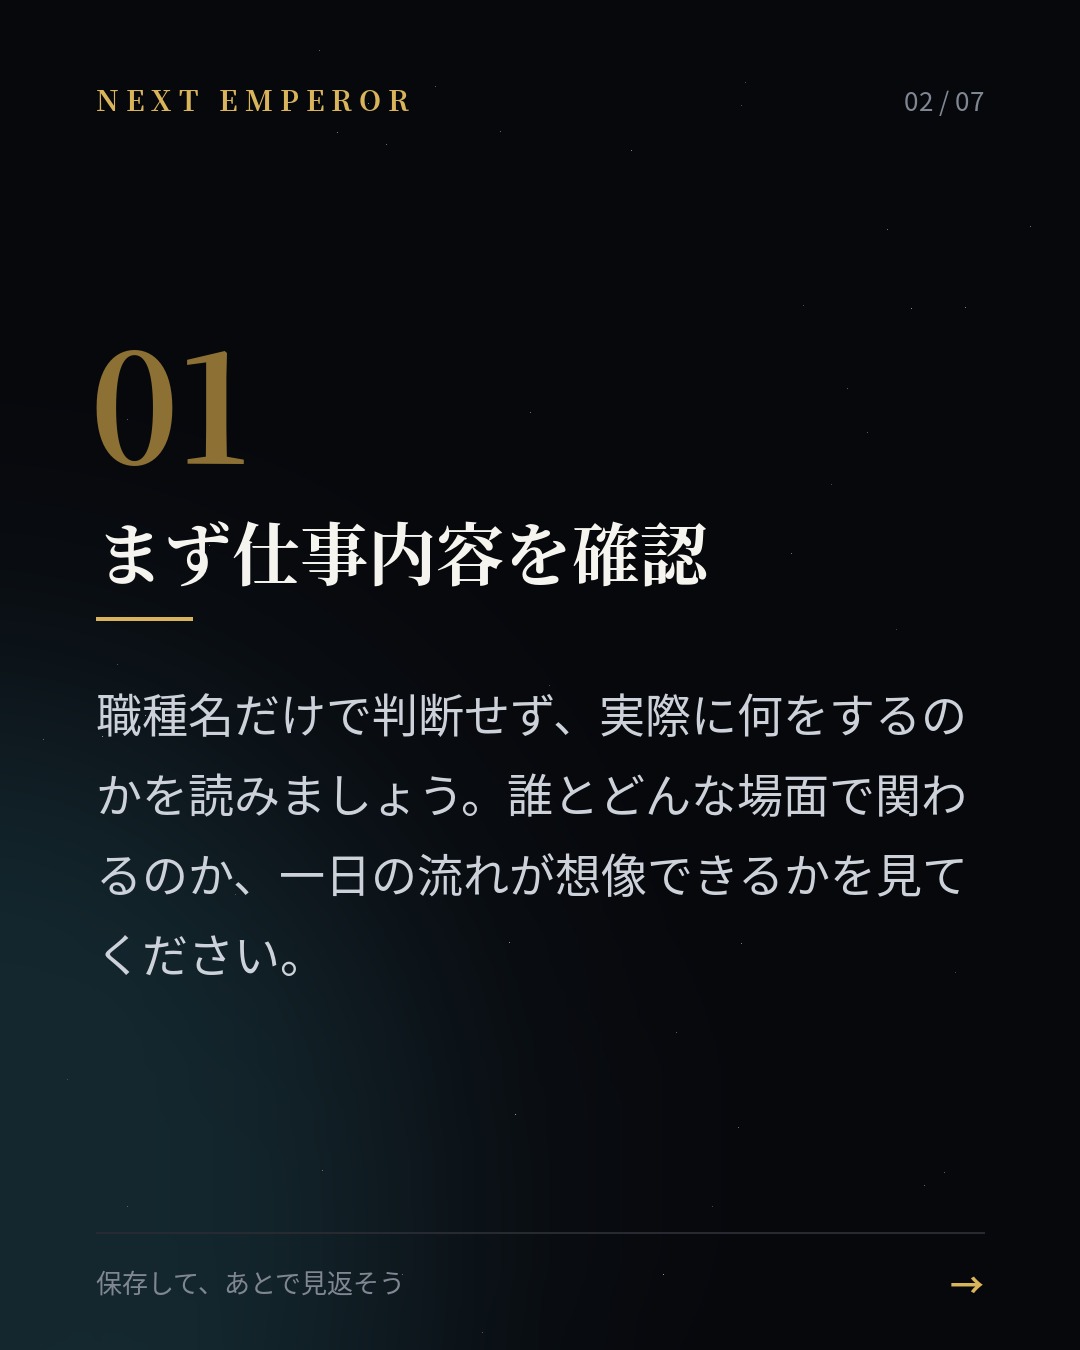 NEXT EMPEROR
02 / 07
01
まず仕事内容を確認
職種名だけで判断せず、実際に何をするの
かを読みましょう。誰とどんな場面で関わ
るのか、一日の流れが想像できるかを見て
ください。
保存して、あとで見返そう
→